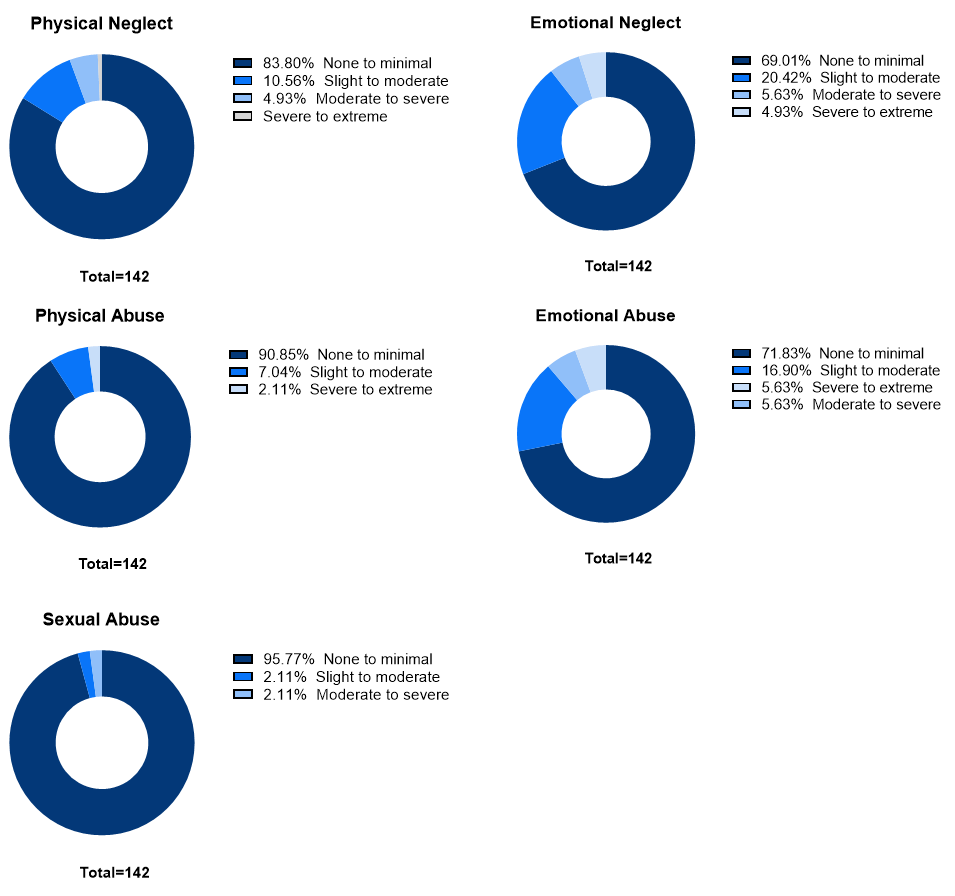 Physical Neglect
83.80% None to minimal
10.56% Slight to moderate
4.93% Moderate to severe
Severe to extreme
Total=142
Emotional Neglect
69.01% None to minimal
20.42% Slight to moderate
5.63% Moderate to severe
4.93% Severe to extreme
Total=142
Physical Abuse
90.85% None to minimal
7.04% Slight to moderate
2.11% Severe to extreme
Total=142
Emotional Abuse
71.83% None to minimal
16.90% Slight to moderate
5.63% Severe to extreme
5.63% Moderate to severe
Total=142
Sexual Abuse
95.77% None to minimal
2.11% Slight to moderate
2.11% Moderate to severe
Total=142